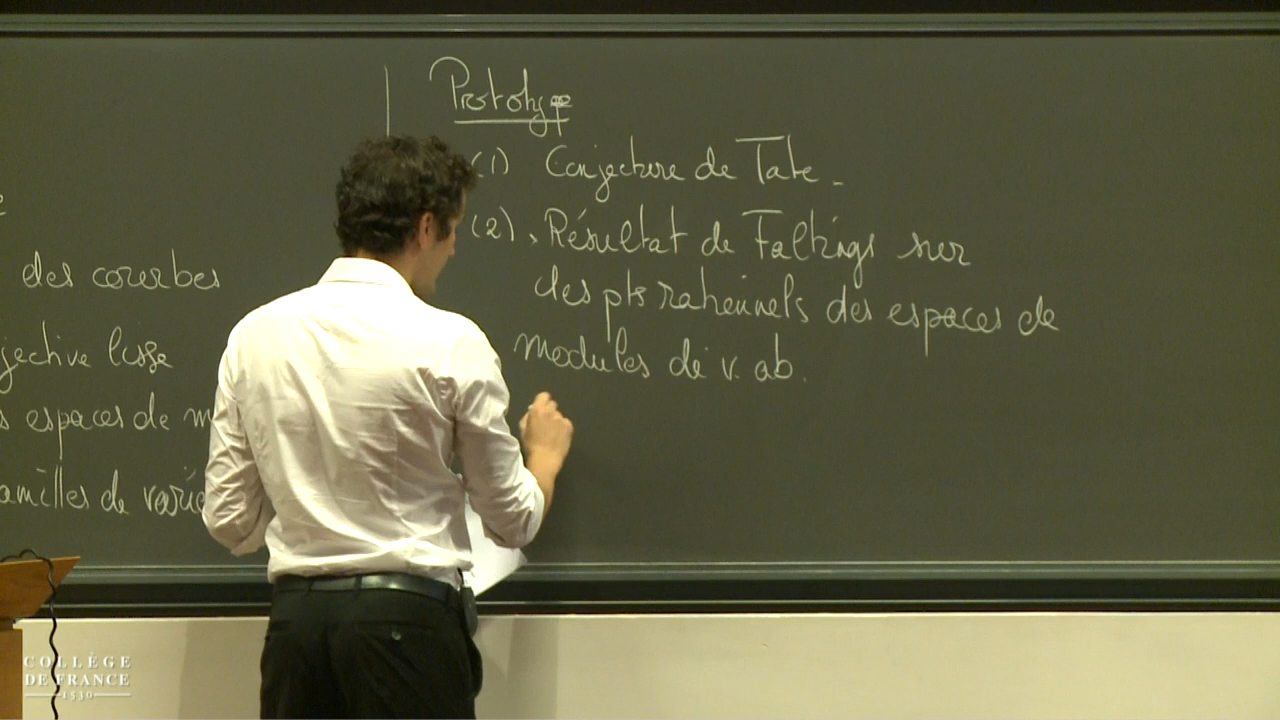 des courbes
jective lisse
espaces de m
amilles de varié
Prototype
(1) Conjecture de Tate.
(2). Résultat de Faltings sur
des pts rationnels des espaces de
modules de v. ab.
COLLÈGE
DE FRANCE
1530